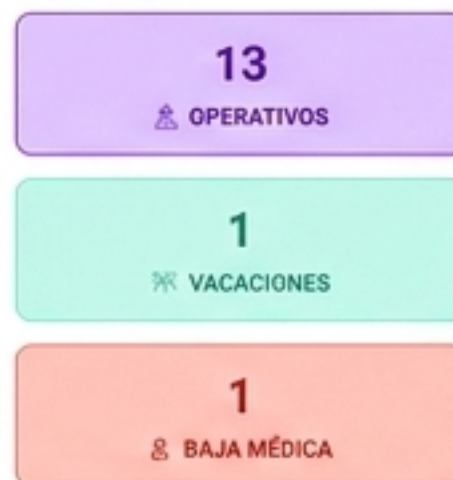 13
OPERATIVOS
1
VACACIONES
1
BAJA MÉDICA